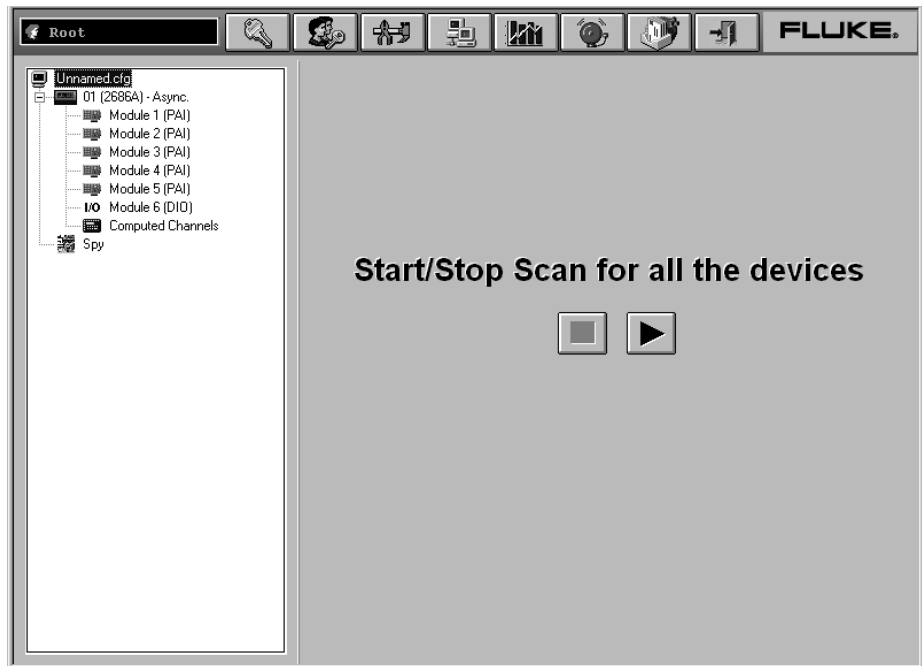 Root
FLUKE®
Unnamed.cfg
01 (2686A) - Async.
Module 1 (PAI)
Module 2 (PAI)
Module 3 (PAI)
Module 4 (PAI)
Module 5 (PAI)
I/O Module 6 (DIO)
Computed Channels
Spy
Start/Stop Scan for all the devices